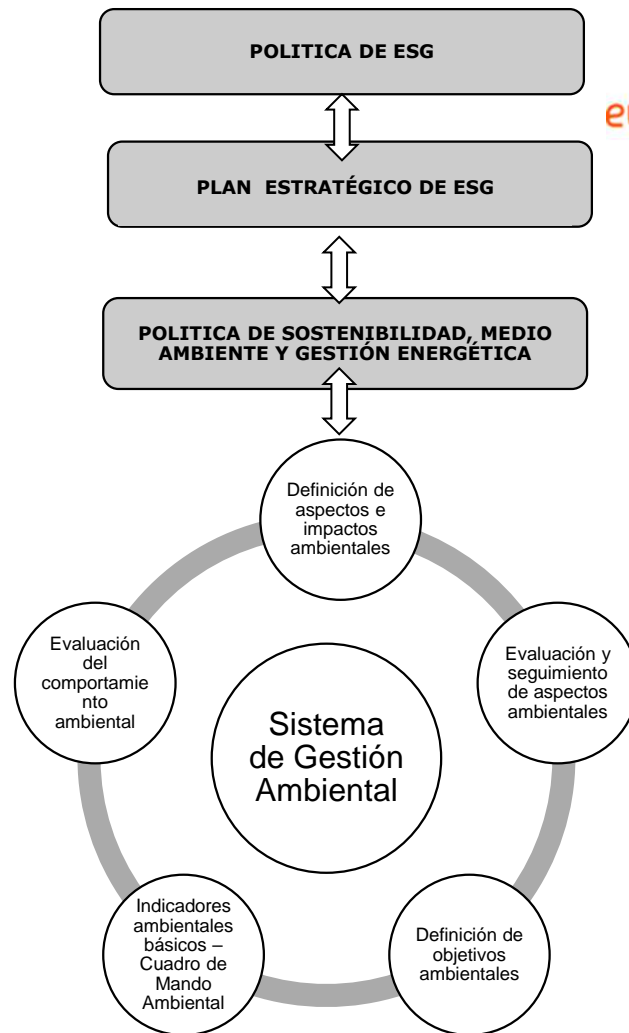 POLITICA DE ESG
PLAN ESTRATÉGICO DE ESG
POLITICA DE SOSTENIBILIDAD, MEDIO
AMBIENTE Y GESTIÓN ENERGÉTICA
Definición de
aspectos e
impactos
ambientales
Evaluación y
seguimiento
de aspectos
ambientales
Definición de
objetivos
ambientales
Indicadores
ambientales
básicos –
Cuadro de
Mando
Ambiental
Evaluación
del
comportamie
nto
ambiental
Sistema
de Gestión
Ambiental